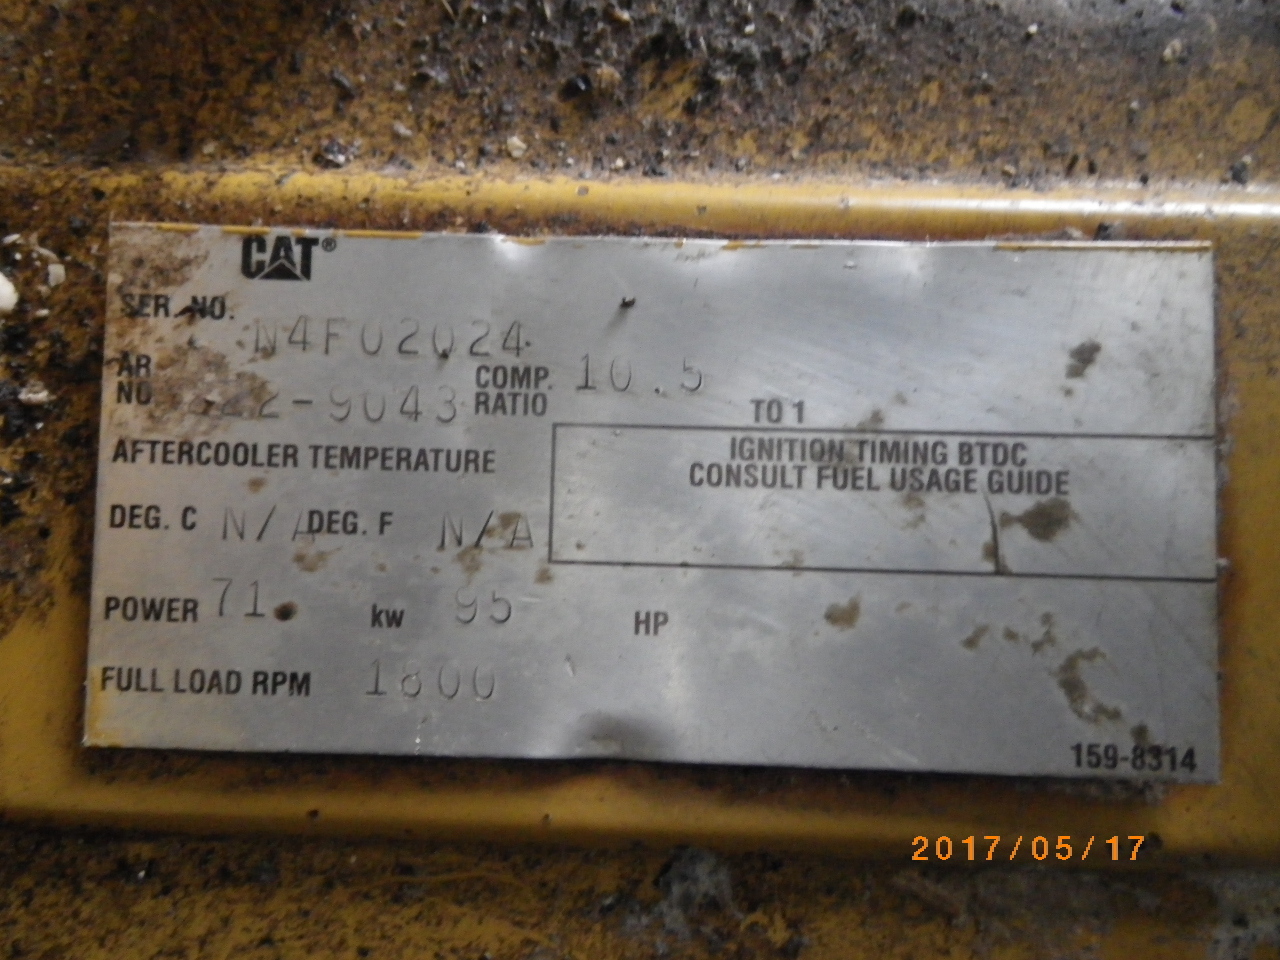 CAT®
SER. NO.
N4F02024
AR NO. COMP. RATIO 10.5 TO 1
AFTERCOOLER TEMPERATURE
IGNITION TIMING BTDC
CONSULT FUEL USAGE GUIDE
DEG. C N/A DEG. F N/A
POWER 71 kw 95 HP
FULL LOAD RPM 1800
159-8314
2017/05/17